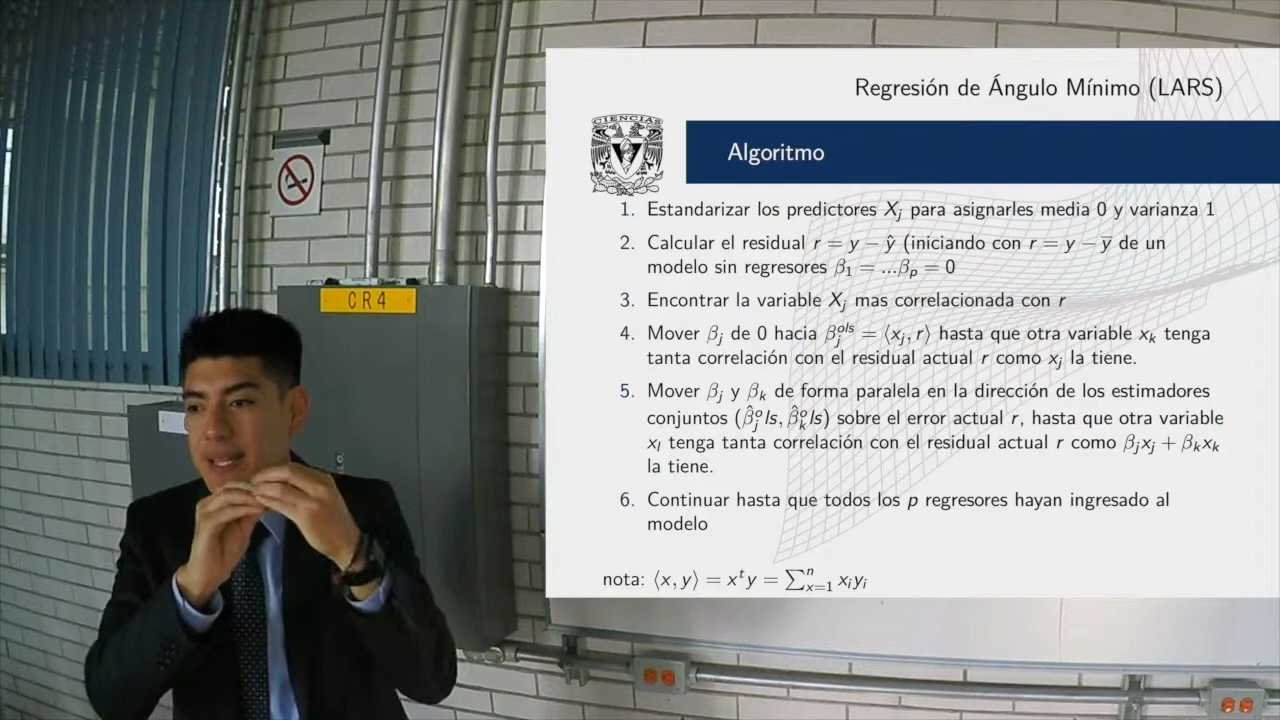 Regresión de Ángulo Mínimo (LARS)
CIENCIAS
Algoritmo
1. Estandarizar los predictores Xj para asignarles media 0 y varianza 1
2. Calcular el residual r = y − ŷ (iniciando con r = y − ȳ de un
modelo sin regresores β1 = ...βp = 0
3. Encontrar la variable Xj mas correlacionada con r
4. Mover βj de 0 hacia βj^ols = ⟨xj, r⟩ hasta que otra variable xk tenga
tanta correlación con el residual actual r como xj la tiene.
5. Mover βj y βk de forma paralela en la dirección de los estimadores
conjuntos (β̂j^o ls, β̂k^o ls) sobre el error actual r, hasta que otra variable
xl tenga tanta correlación con el residual actual r como βjxj + βkxk
la tiene.
6. Continuar hasta que todos los p regresores hayan ingresado al
modelo
nota: ⟨x, y⟩ = x^t y = ∑_{x=1}^n xiyi
CR4